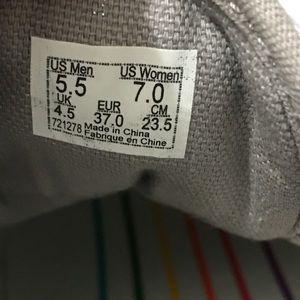 US Men US Women
5.5 7.0
UK EUR CM
4.5 37.0 23.5
721278 Made in China
Fabrique en Chine